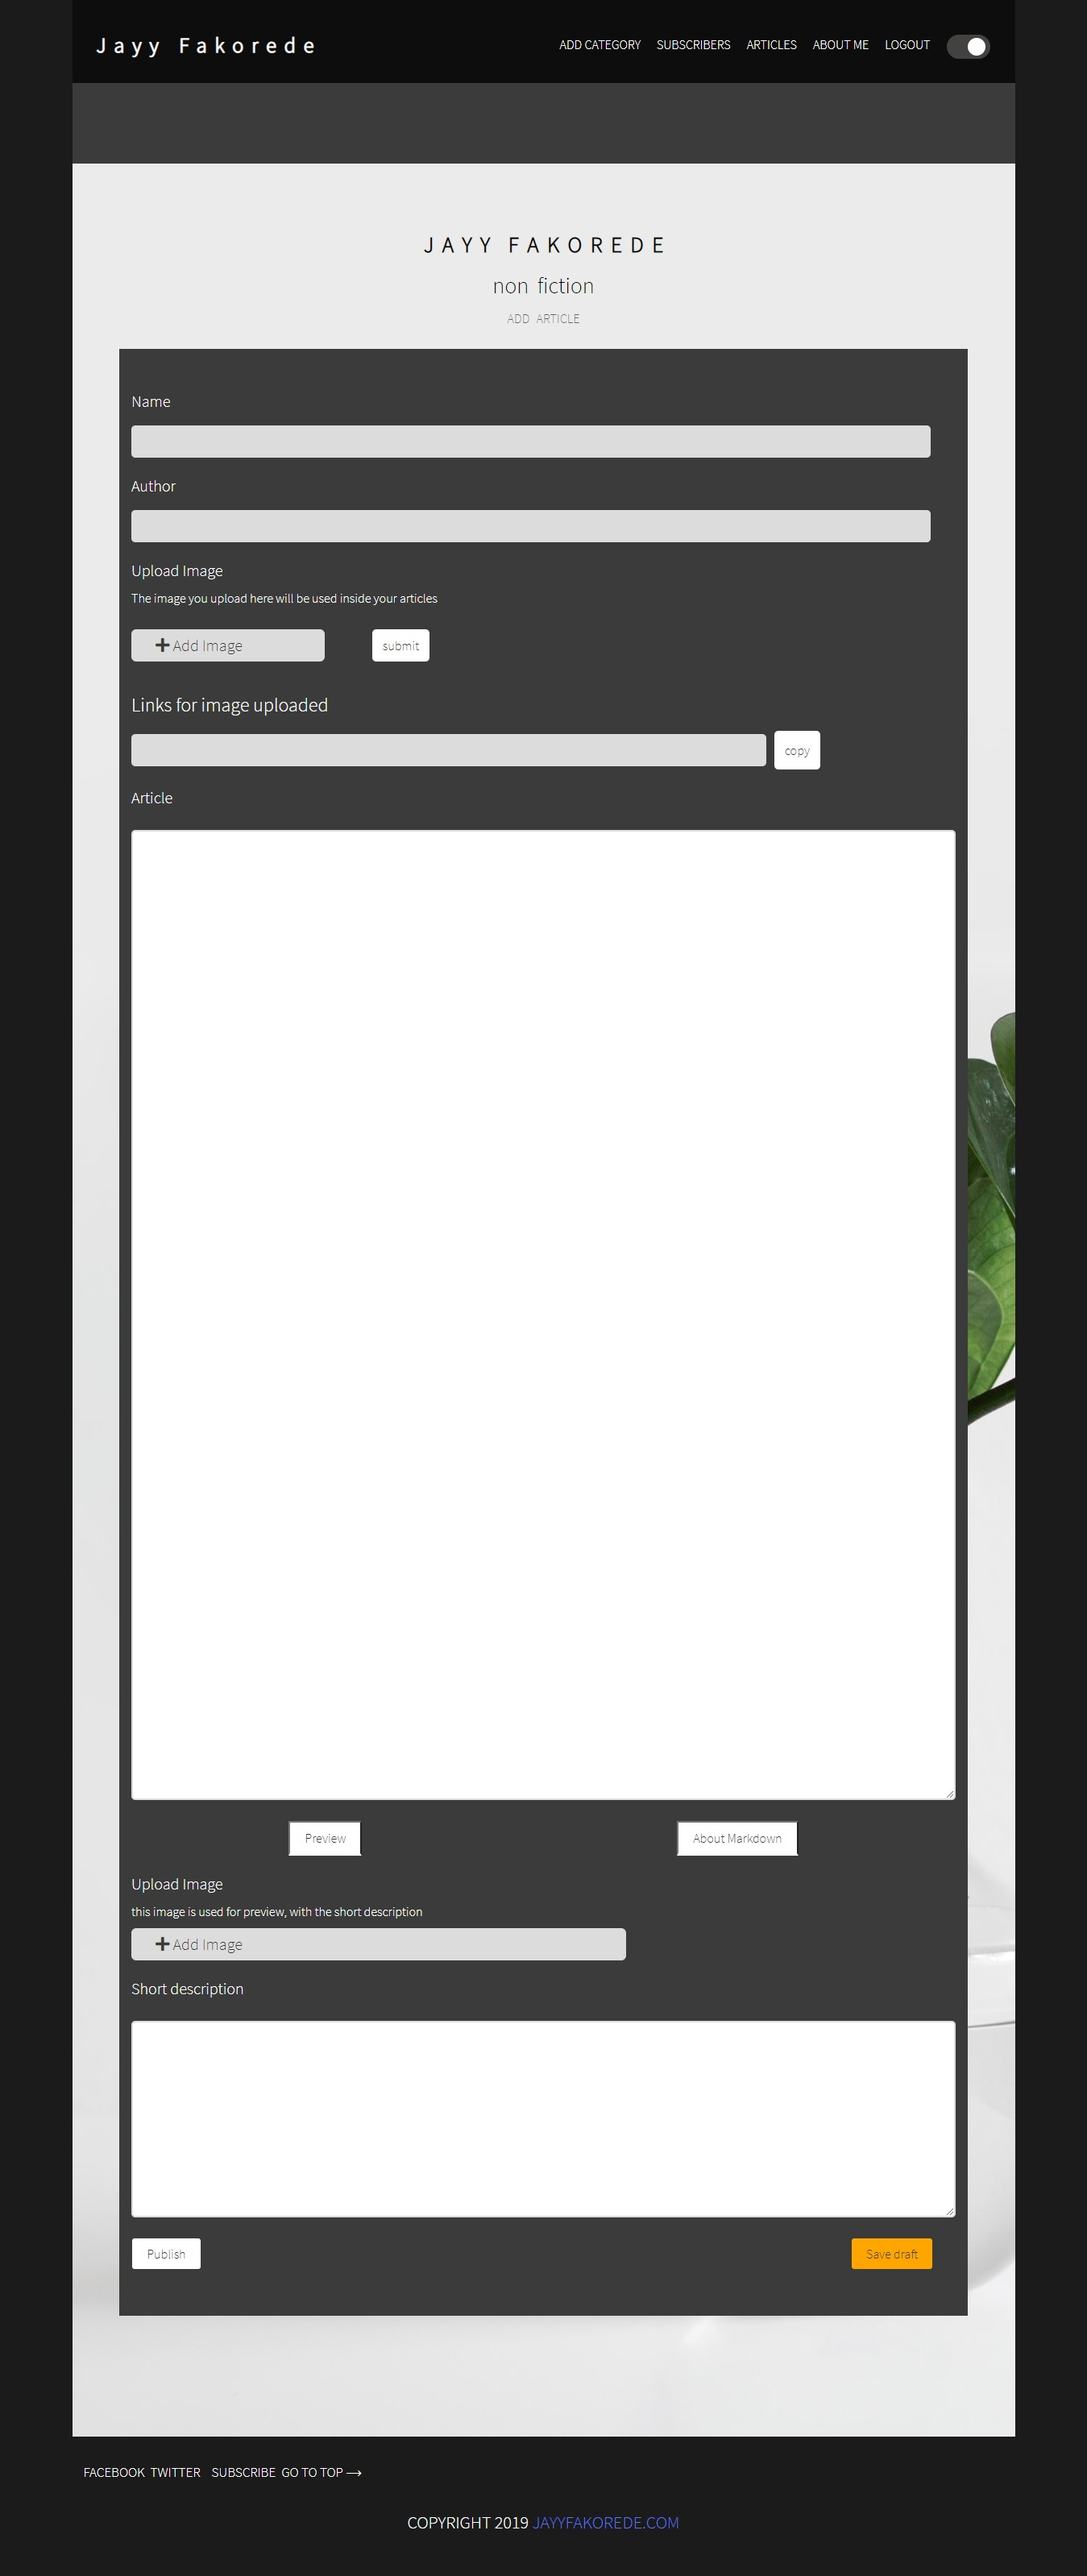 Jayy Fakorede
ADD CATEGORY SUBSCRIBERS ARTICLES ABOUT ME LOGOUT
JAYY FAKOREDE
non fiction
ADD ARTICLE
Name
Author
Upload Image
The image you upload here will be used inside your articles
Add Image submit
Links for image uploaded
copy
Article
Preview About Markdown
Upload Image
this image is used for preview, with the short description
Add Image
Short description
Publish Save draft
FACEBOOK TWITTER SUBSCRIBE GO TO TOP ⟶
COPYRIGHT 2019 JAYYFAKOREDE.COM